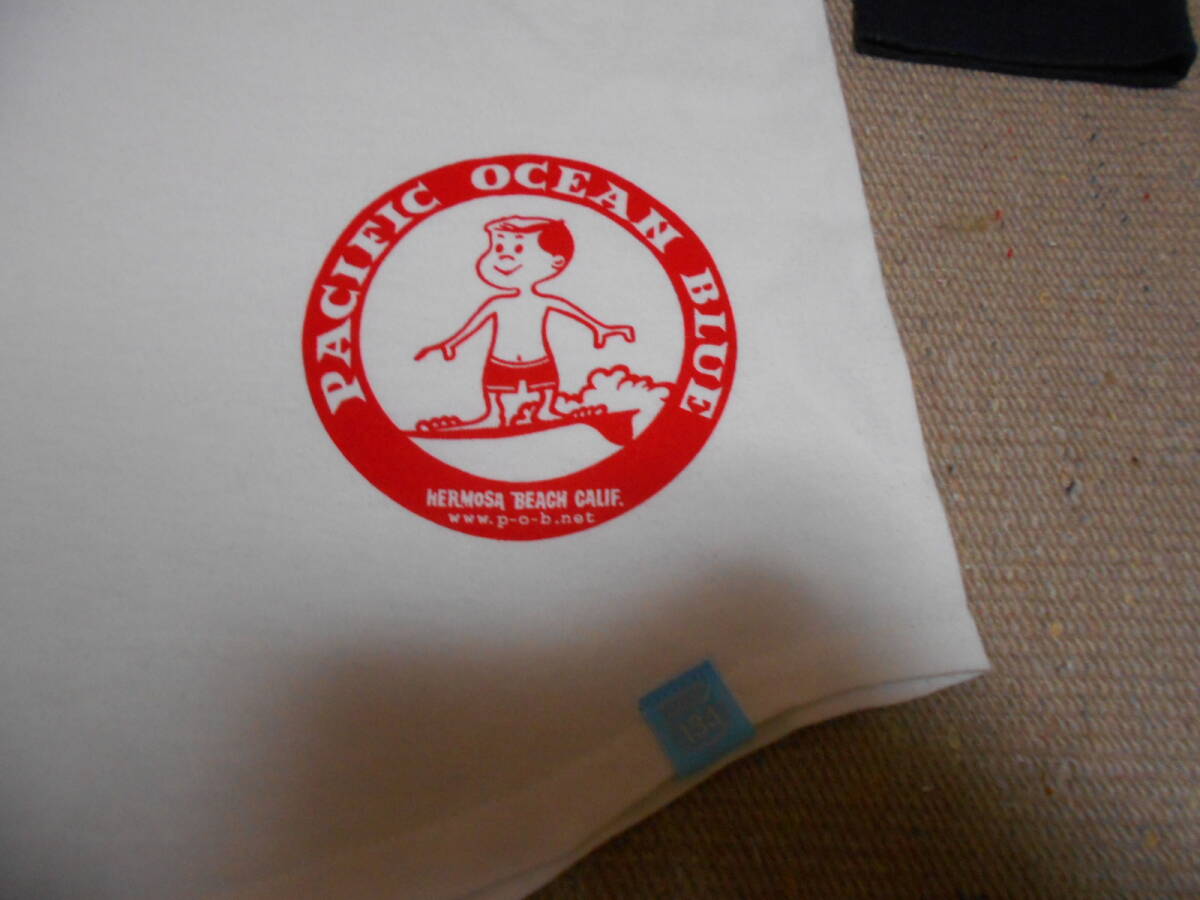 PACIFIC OCEAN BLUE
HERMOSA BEACH CALIF.
www.p-o-b.net